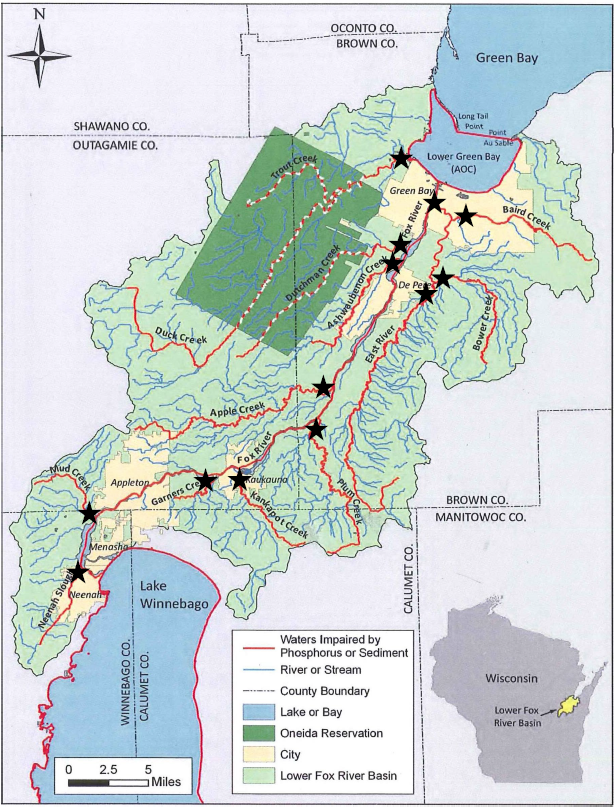 N
OCONTO CO.
BROWN CO.
Green Bay
SHAWANO CO.
OUTAGAMIE CO.
Long Tail
Point
Point
Au Sable
Lower Green Bay
(AOC)
Trout Creek
Green Bay
Baird Creek
Fox River
Dutchman Creek
Ashwaubenon Creek
De Pere
Duck Creek
East River
Bower Creek
Apple Creek
Fox River
Mud Creek
Appleton
Garners Creek
Kaukauna
Kankapot Creek
Plum Creek
BROWN CO.
MANITOWOC CO.
Menasha
Neenah Slough
Neenah
Lake
Winnebago
CALUMET CO.
WINNEBAGO CO.
CALUMET CO.
Waters Impaired by
Phosphorus or Sediment
River or Stream
County Boundary
Lake or Bay
Oneida Reservation
City
Lower Fox River Basin
0 2.5 5
Miles
Wisconsin
Lower Fox
River Basin